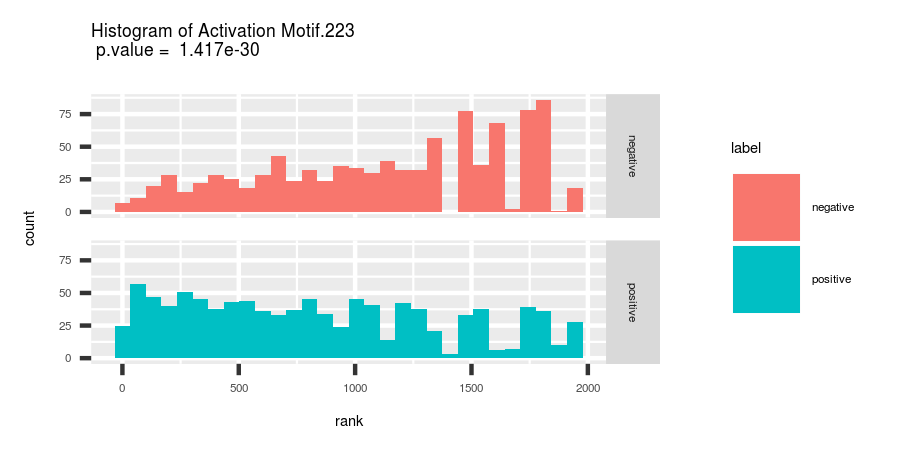 Histogram of Activation Motif.223
p.value = 1.417e-30
count
75
50
25
0
negative
75
50
25
0
positive
0 500 1000 1500 2000
rank
label
negative
positive